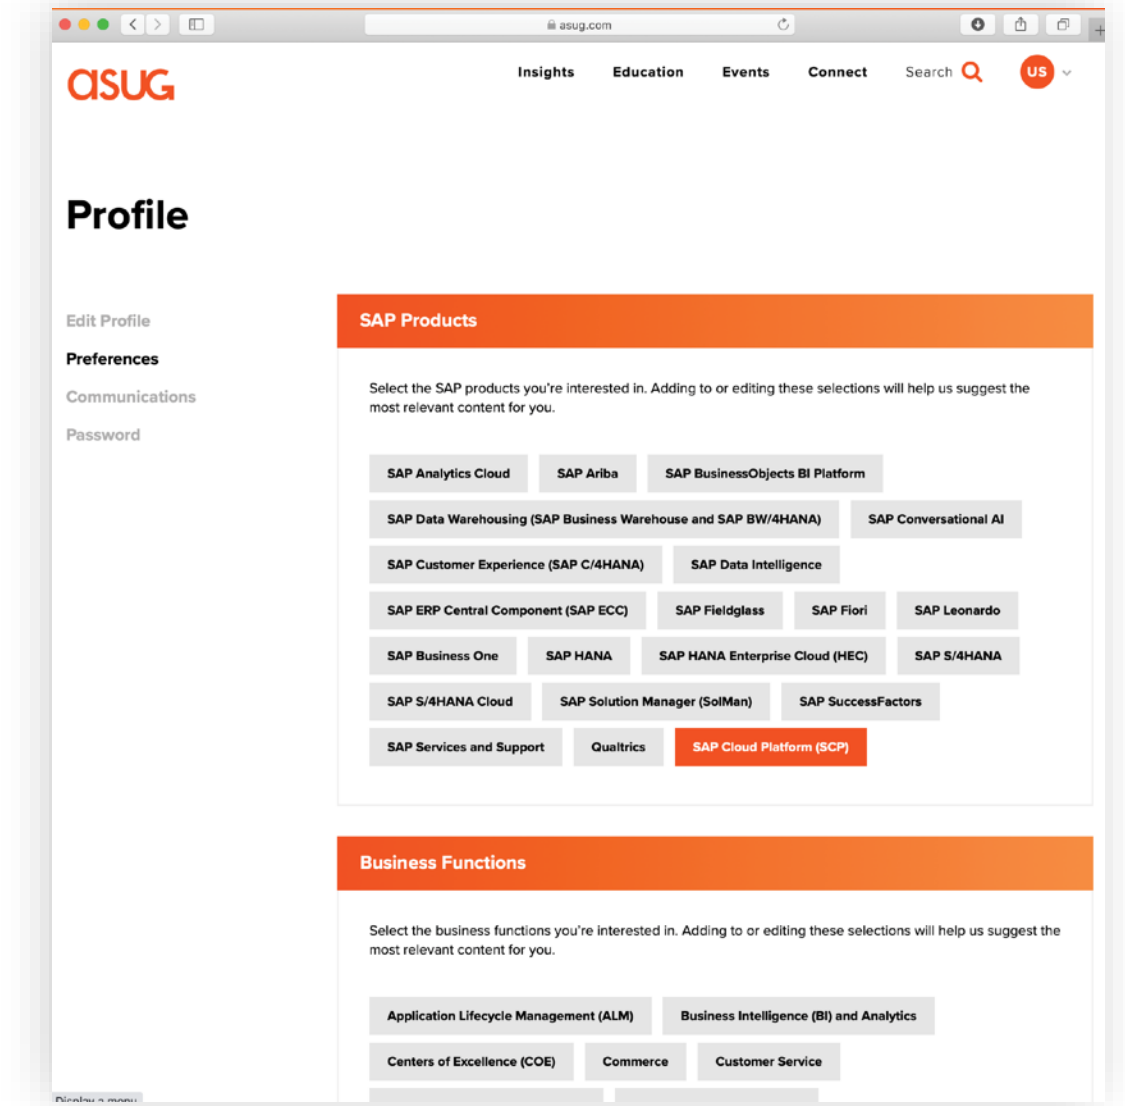 asug.com
asug
Insights Education Events Connect Search US
Profile
Edit Profile
Preferences
Communications
Password
SAP Products
Select the SAP products you're interested in. Adding to or editing these selections will help us suggest the
most relevant content for you.
SAP Analytics Cloud SAP Ariba SAP BusinessObjects BI Platform
SAP Data Warehousing (SAP Business Warehouse and SAP BW/4HANA) SAP Conversational AI
SAP Customer Experience (SAP C/4HANA) SAP Data Intelligence
SAP ERP Central Component (SAP ECC) SAP Fieldglass SAP Fiori SAP Leonardo
SAP Business One SAP HANA SAP HANA Enterprise Cloud (HEC) SAP S/4HANA
SAP S/4HANA Cloud SAP Solution Manager (SolMan) SAP SuccessFactors
SAP Services and Support Qualtrics SAP Cloud Platform (SCP)
Business Functions
Select the business functions you're interested in. Adding to or editing these selections will help us suggest the
most relevant content for you.
Application Lifecycle Management (ALM) Business Intelligence (BI) and Analytics
Centers of Excellence (COE) Commerce Customer Service
Display a menu